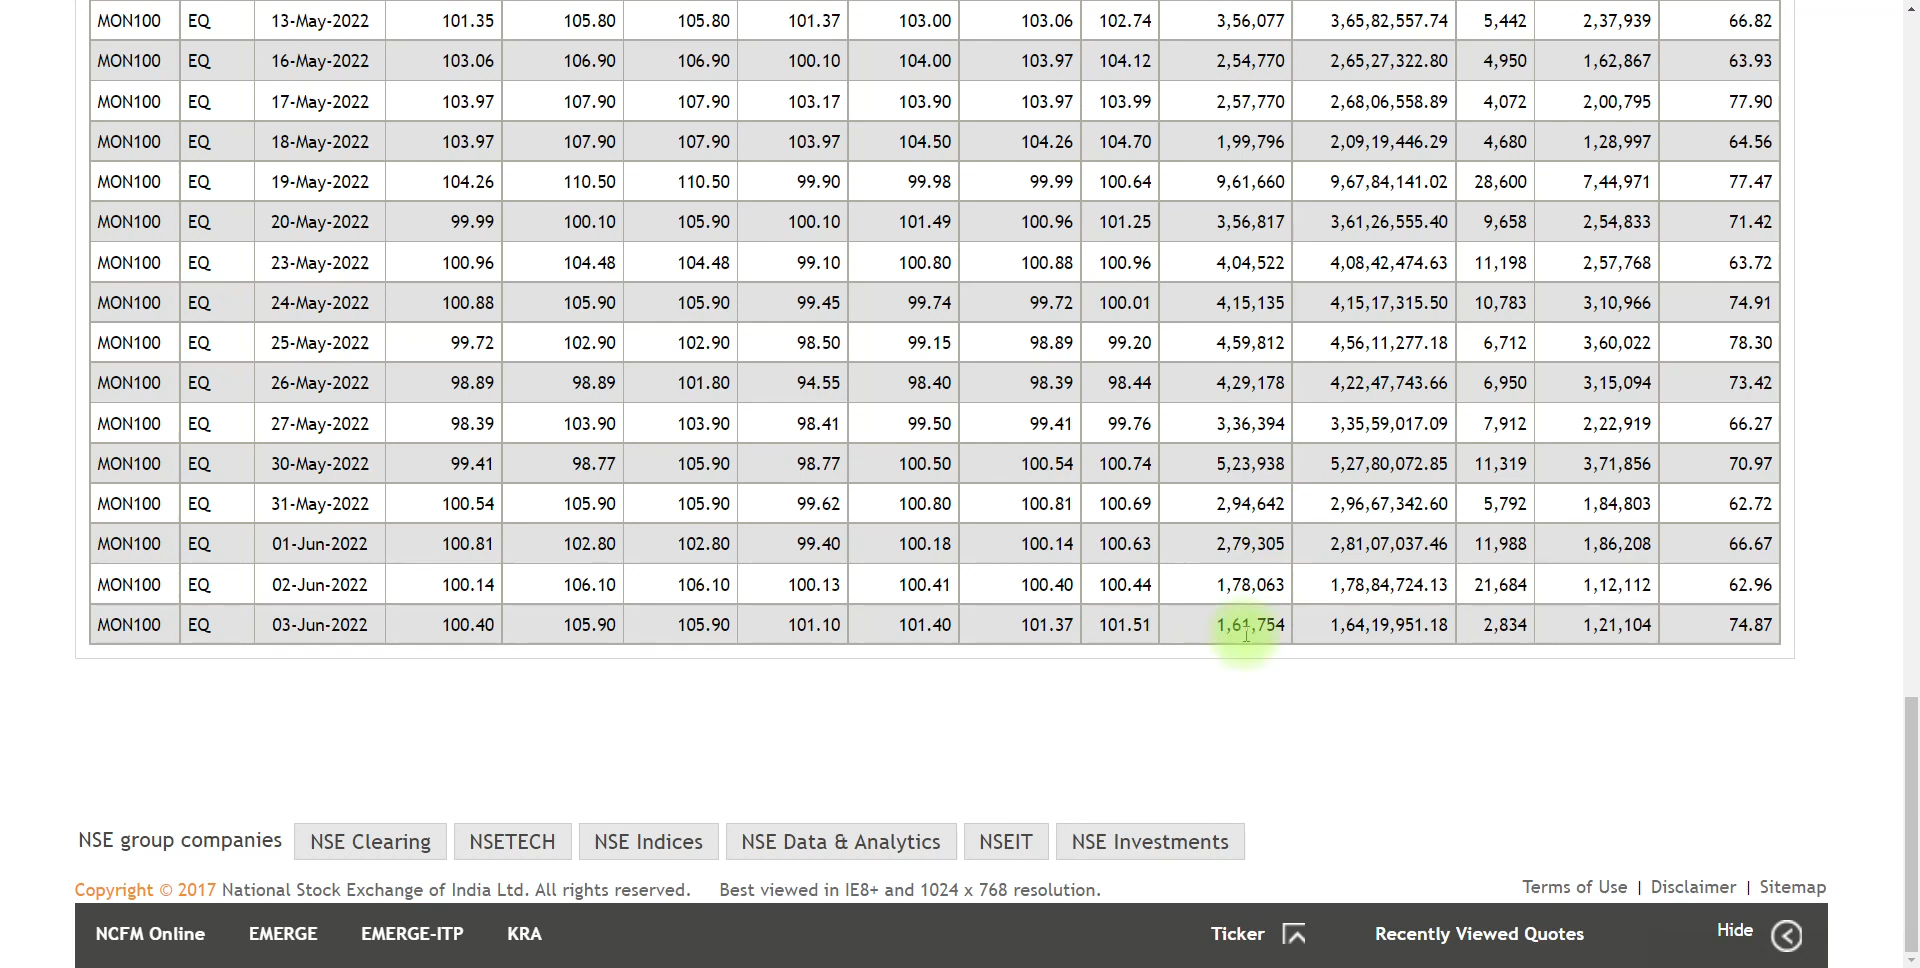 MON100 EQ 13-May-2022 101.35 105.80 105.80 101.37 103.00 103.06 102.74 3,56,077 3,65,82,557.74 5,442 2,37,939 66.82
MON100 EQ 16-May-2022 103.06 106.90 106.90 100.10 104.00 103.97 104.12 2,54,770 2,65,27,322.80 4,950 1,62,867 63.93
MON100 EQ 17-May-2022 103.97 107.90 107.90 103.17 103.90 103.97 103.99 2,57,770 2,68,06,558.89 4,072 2,00,795 77.90
MON100 EQ 18-May-2022 103.97 107.90 107.90 103.97 104.50 104.26 104.70 1,99,796 2,09,19,446.29 4,680 1,28,997 64.56
MON100 EQ 19-May-2022 104.26 110.50 110.50 99.90 99.98 99.99 100.64 9,61,660 9,67,84,141.02 28,600 7,44,971 77.47
MON100 EQ 20-May-2022 99.99 100.10 105.90 100.10 101.49 100.96 101.25 3,56,817 3,61,26,555.40 9,658 2,54,833 71.42
MON100 EQ 23-May-2022 100.96 104.48 104.48 99.10 100.80 100.88 100.96 4,04,522 4,08,42,474.63 11,198 2,57,768 63.72
MON100 EQ 24-May-2022 100.88 105.90 105.90 99.45 99.74 99.72 100.01 4,15,135 4,15,17,315.50 10,783 3,10,966 74.91
MON100 EQ 25-May-2022 99.72 102.90 102.90 98.50 99.15 98.89 99.20 4,59,812 4,56,11,277.18 6,712 3,60,022 78.30
MON100 EQ 26-May-2022 98.89 98.89 101.80 94.55 98.40 98.39 98.44 4,29,178 4,22,47,743.66 6,950 3,15,094 73.42
MON100 EQ 27-May-2022 98.39 103.90 103.90 98.41 99.50 99.41 99.76 3,36,394 3,35,59,017.09 7,912 2,22,919 66.27
MON100 EQ 30-May-2022 99.41 98.77 105.90 98.77 100.50 100.54 100.74 5,23,938 5,27,80,072.85 11,319 3,71,856 70.97
MON100 EQ 31-May-2022 100.54 105.90 105.90 99.62 100.80 100.81 100.69 2,94,642 2,96,67,342.60 5,792 1,84,803 62.72
MON100 EQ 01-Jun-2022 100.81 102.80 102.80 99.40 100.18 100.14 100.63 2,79,305 2,81,07,037.46 11,988 1,86,208 66.67
MON100 EQ 02-Jun-2022 100.14 106.10 106.10 100.13 100.41 100.40 100.44 1,78,063 1,78,84,724.13 21,684 1,12,112 62.96
MON100 EQ 03-Jun-2022 100.40 105.90 105.90 101.10 101.40 101.37 101.51 1,61,754 1,64,19,951.18 2,834 1,21,104 74.87
NSE group companies NSE Clearing NSETECH NSE Indices NSE Data & Analytics NSEIT NSE Investments
Copyright © 2017 National Stock Exchange of India Ltd. All rights reserved. Best viewed in IE8+ and 1024 x 768 resolution. Terms of Use | Disclaimer | Sitemap
NCFM Online EMERGE EMERGE-ITP KRA Ticker Recently Viewed Quotes Hide